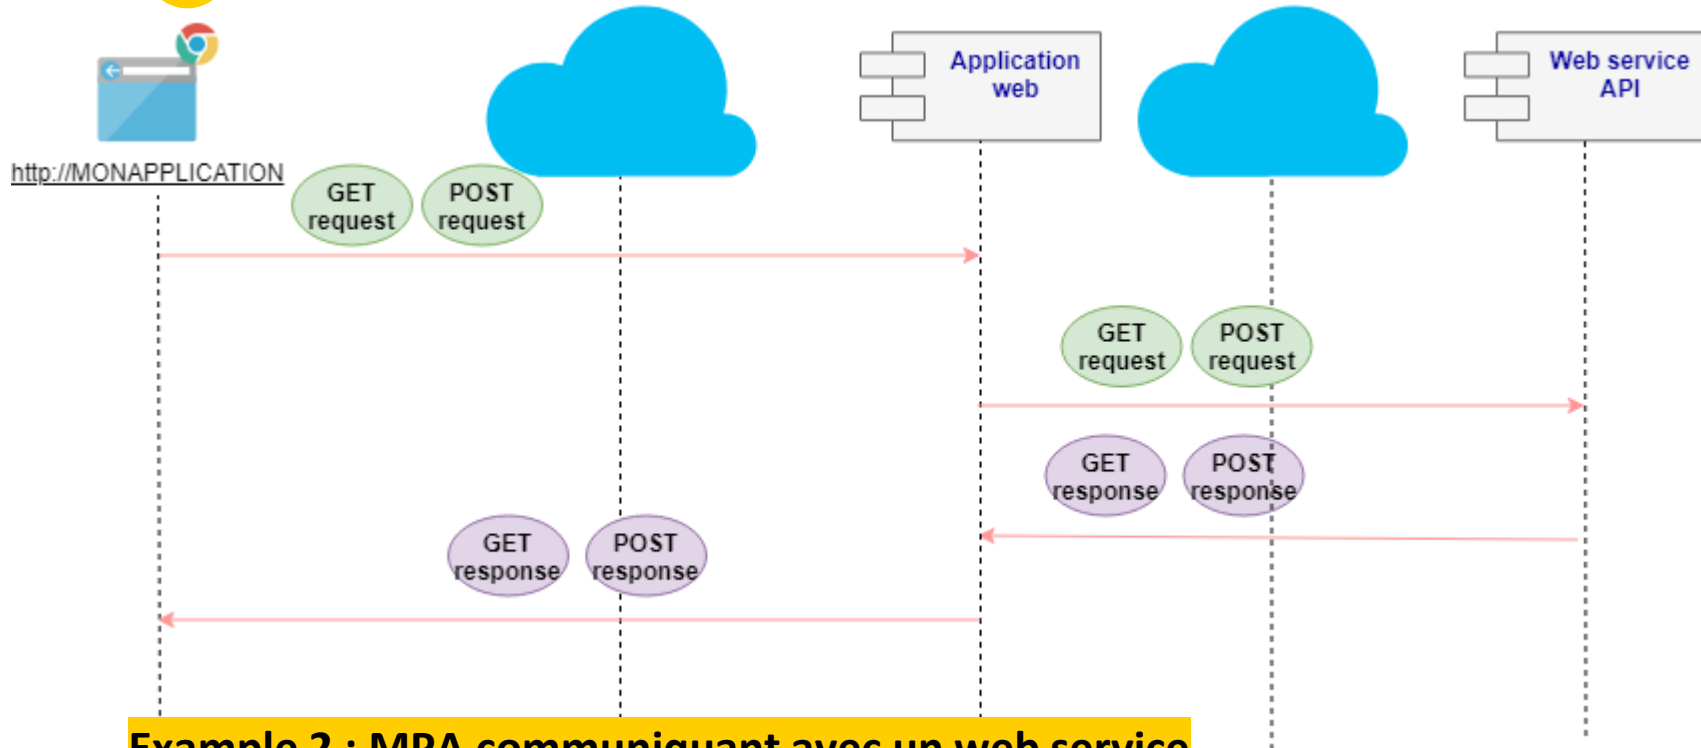 Application
web
Web service
API
http://MONAPPLICATION
GET
request
POST
request
GET
request
POST
request
GET
response
POST
response
GET
response
POST
response
Example 2 : MPA communiquant avec un web service